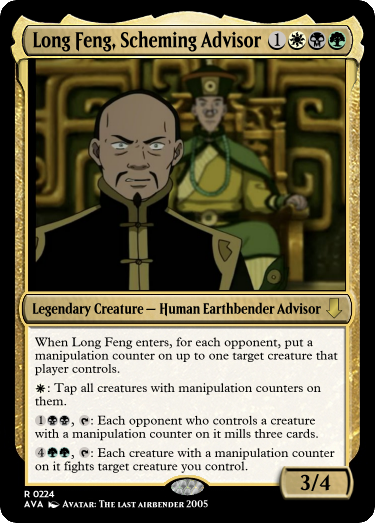 Long Feng, Scheming Advisor 1
Legendary Creature — Human Earthbender Advisor
When Long Feng enters, for each opponent, put a
manipulation counter on up to one target creature that
player controls.
: Tap all creatures with manipulation counters on
them.
1, : Each opponent who controls a creature
with a manipulation counter on it mills three cards.
4, : Each creature with a manipulation counter
on it fights target creature you control.
3/4
R 0224
AVA Avatar: The last airbender 2005